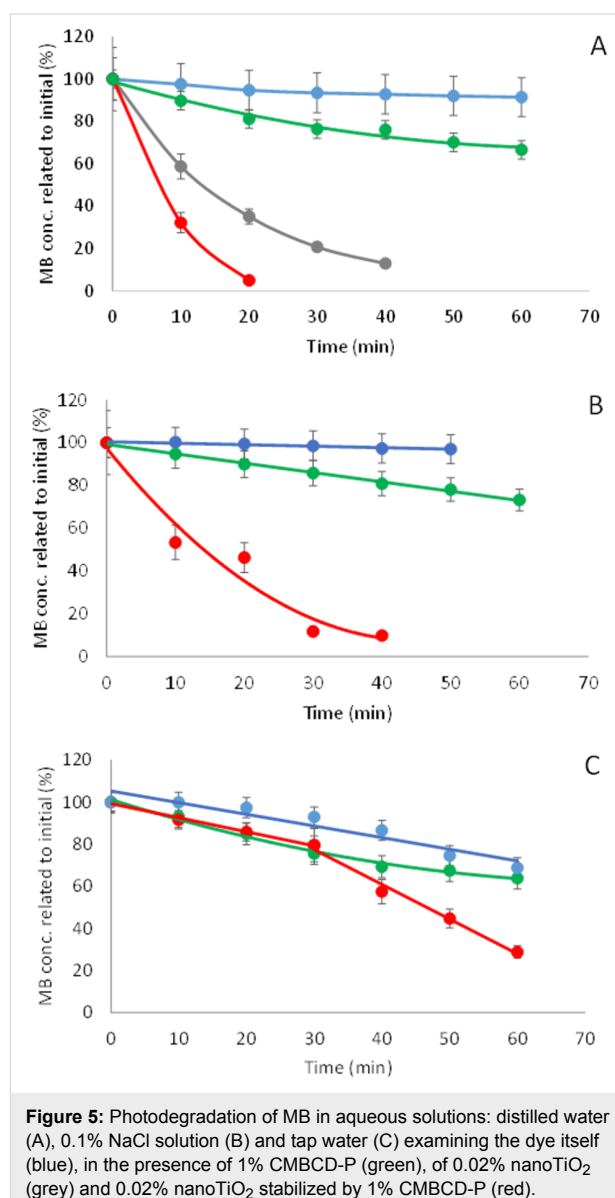 A
MB conc. related to initial (%)
120
100
80
60
40
20
0
0 10 20 30 40 50 60 70
Time (min)
B
MB conc. related to initial (%)
120
100
80
60
40
20
0
0 10 20 30 40 50 60 70
Time (min)
C
MB conc. related to initial (%)
120
100
80
60
40
20
0
0 10 20 30 40 50 60 70
Time (min)
Figure 5: Photodegradation of MB in aqueous solutions: distilled water
(A), 0.1% NaCl solution (B) and tap water (C) examining the dye itself
(blue), in the presence of 1% CMBCD-P (green), of 0.02% nanoTiO₂
(grey) and 0.02% nanoTiO₂ stabilized by 1% CMBCD-P (red).